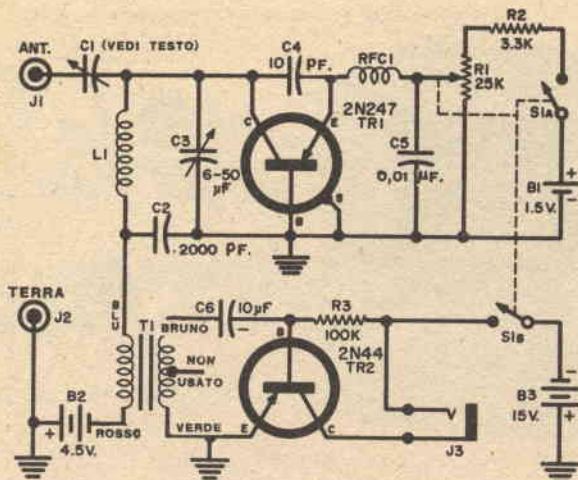 ANT.
J1
C1 (VEDI TESTO)
C4
10 PF.
RFC1
R2
3.3K
R1
25K
S1A
L1
C3
6-50
µF
C
E
2N247
TR1
C5
0,01 µF.
B1
1.5V.
+
-
B
S
C2
2000 PF.
TERRA
J2
BLU
T1
BRUNO
C6
10µF
-
B
R3
100K
2N44
TR2
S1B
NON
USATO
B2
+
4.5V.
ROSSO
VERDE
E
C
V
J3
B3
15V.
-
+